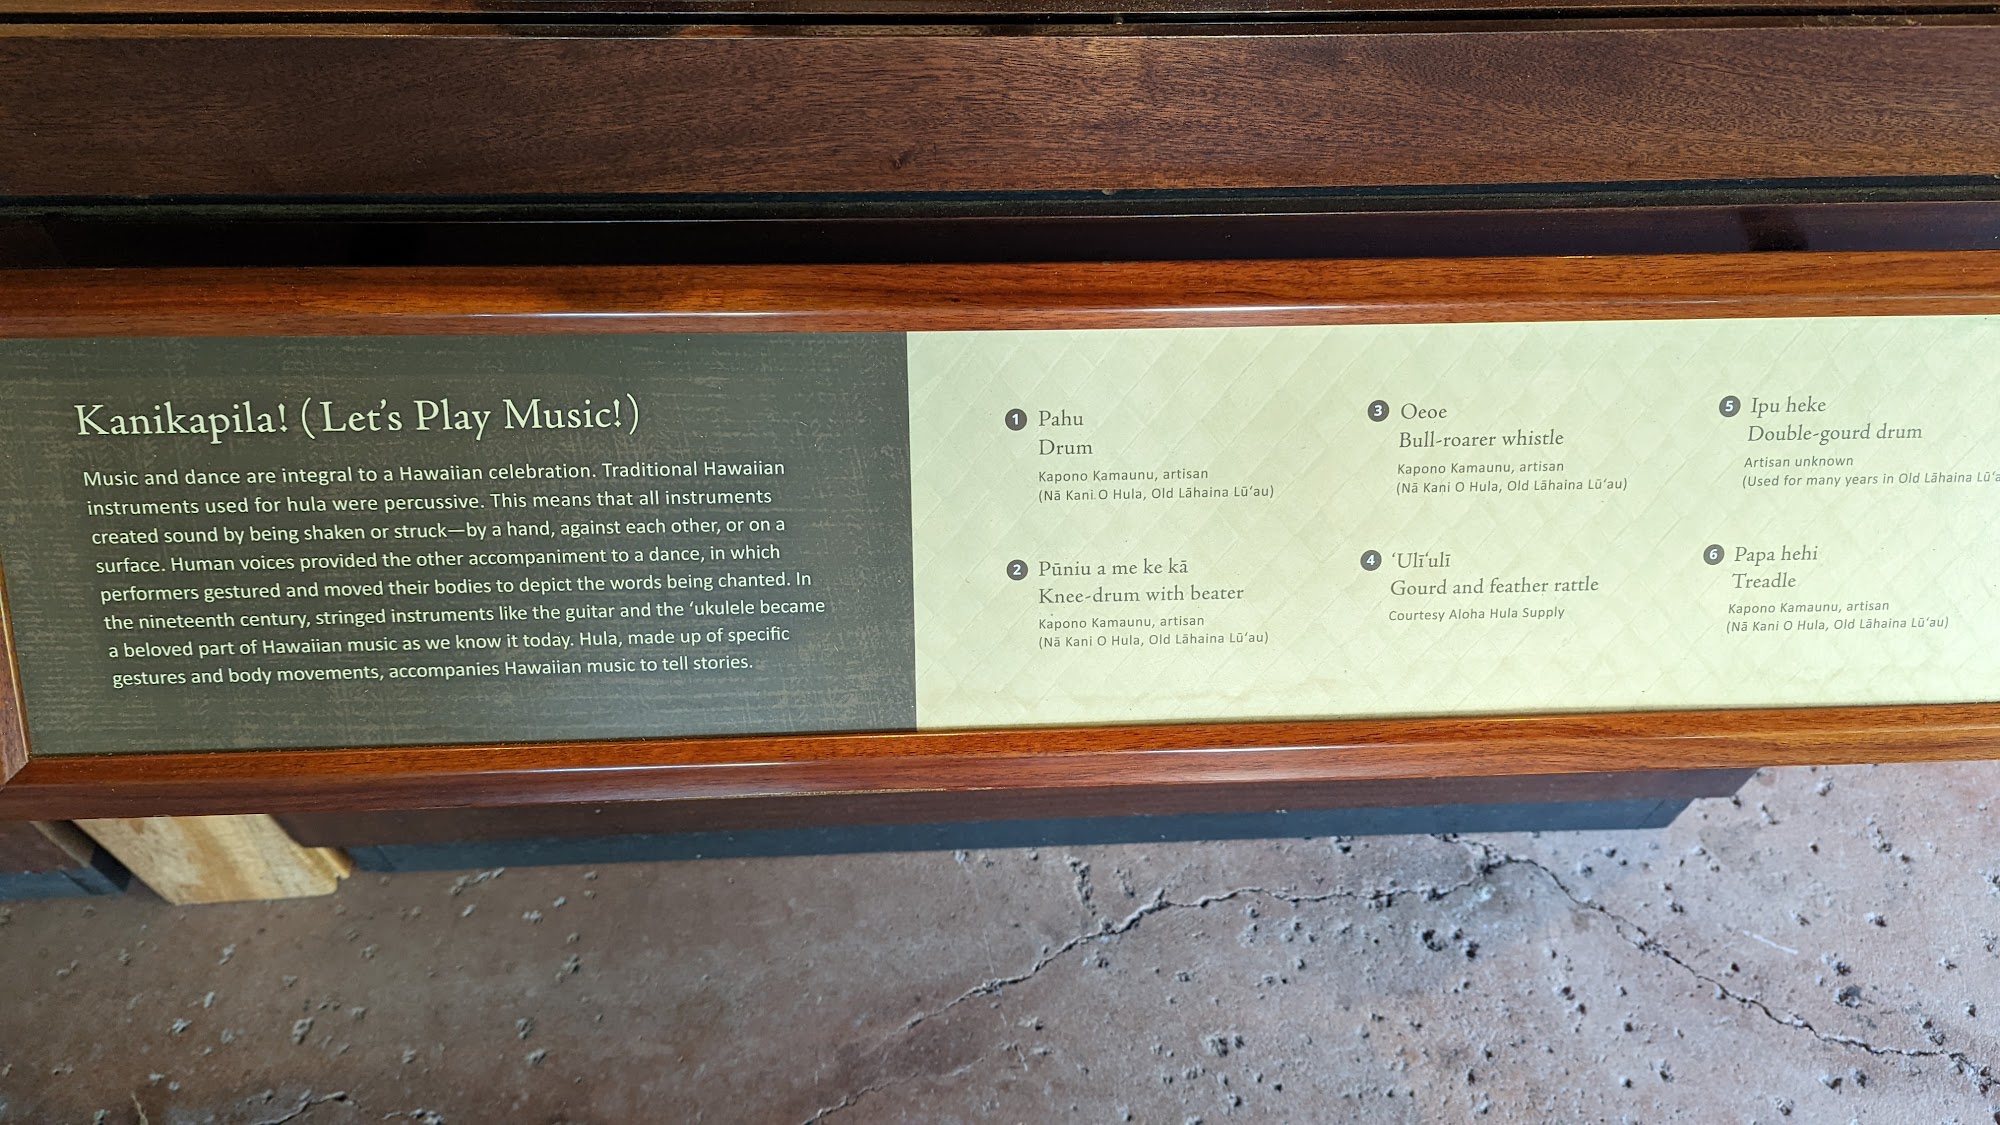 Kanikapila! (Let's Play Music!)
Music and dance are integral to a Hawaiian celebration. Traditional Hawaiian
instruments used for hula were percussive. This means that all instruments
created sound by being shaken or struck—by a hand, against each other, or on a
surface. Human voices provided the other accompaniment to a dance, in which
performers gestured and moved their bodies to depict the words being chanted. In
the nineteenth century, stringed instruments like the guitar and the ʻukulele became
a beloved part of Hawaiian music as we know it today. Hula, made up of specific
gestures and body movements, accompanies Hawaiian music to tell stories.
1 Pahu
Drum
Kapono Kamaunu, artisan
(Nā Kani O Hula, Old Lāhaina Lūʻau)
2 Pūniu a me ke kā
Knee-drum with beater
Kapono Kamaunu, artisan
(Nā Kani O Hula, Old Lāhaina Lūʻau)
3 Oeoe
Bull-roarer whistle
Kapono Kamaunu, artisan
(Nā Kani O Hula, Old Lāhaina Lūʻau)
4 ʻUlīʻulī
Gourd and feather rattle
Courtesy Aloha Hula Supply
5 Ipu heke
Double-gourd drum
Artisan unknown
(Used for many years in Old Lāhaina
6 Papa hehi
Treadle
Kapono Kamaunu, artisan
(Nā Kani O Hula, Old Lāhaina Lūʻau)